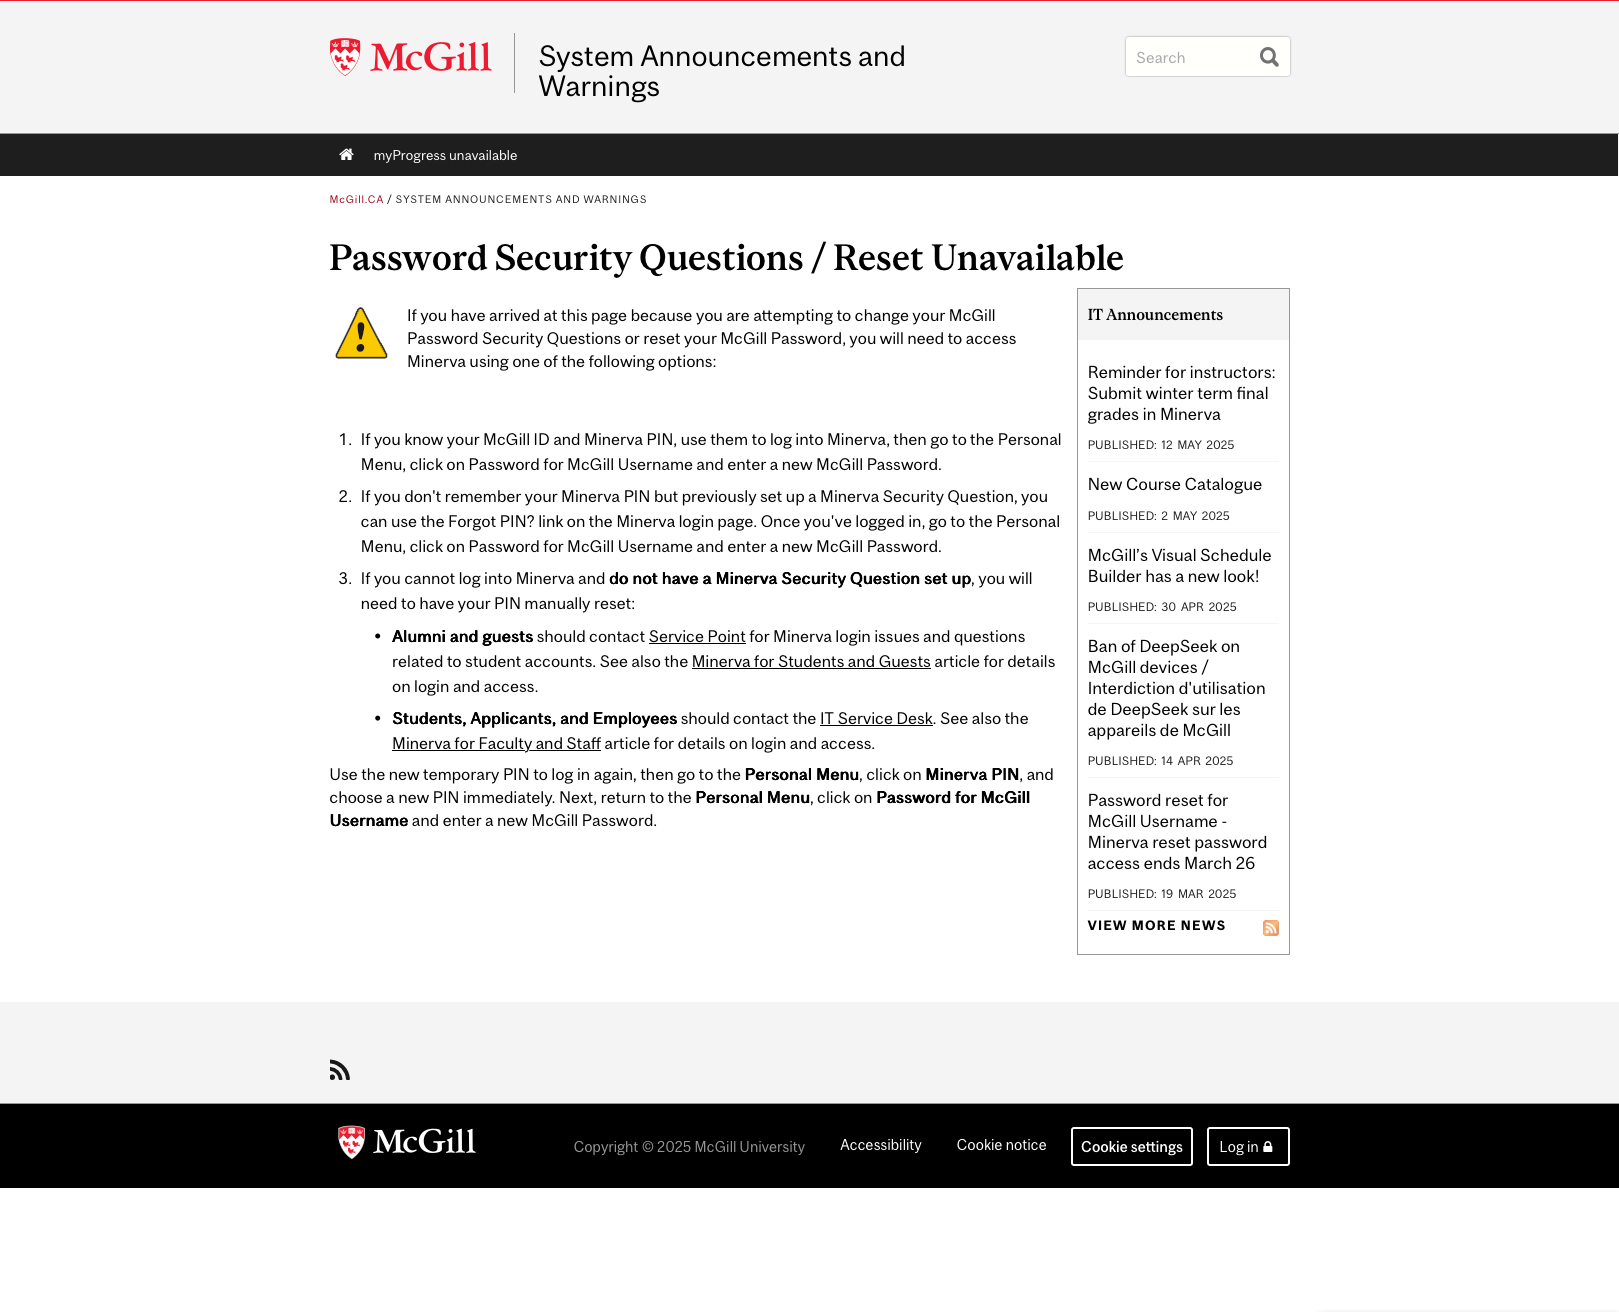 McGill
System Announcements and
Warnings
Search
myProgress unavailable
McGill.CA / SYSTEM ANNOUNCEMENTS AND WARNINGS
Password Security Questions / Reset Unavailable
If you have arrived at this page because you are attempting to change your McGill
Password Security Questions or reset your McGill Password, you will need to access
Minerva using one of the following options:
1. If you know your McGill ID and Minerva PIN, use them to log into Minerva, then go to the Personal
Menu, click on Password for McGill Username and enter a new McGill Password.
2. If you don't remember your Minerva PIN but previously set up a Minerva Security Question, you
can use the Forgot PIN? link on the Minerva login page. Once you've logged in, go to the Personal
Menu, click on Password for McGill Username and enter a new McGill Password.
3. If you cannot log into Minerva and do not have a Minerva Security Question set up, you will
need to have your PIN manually reset:
• Alumni and guests should contact Service Point for Minerva login issues and questions
related to student accounts. See also the Minerva for Students and Guests article for details
on login and access.
• Students, Applicants, and Employees should contact the IT Service Desk. See also the
Minerva for Faculty and Staff article for details on login and access.
Use the new temporary PIN to log in again, then go to the Personal Menu, click on Minerva PIN, and
choose a new PIN immediately. Next, return to the Personal Menu, click on Password for McGill
Username and enter a new McGill Password.
IT Announcements
Reminder for instructors:
Submit winter term final
grades in Minerva
PUBLISHED: 12 MAY 2025
New Course Catalogue
PUBLISHED: 2 MAY 2025
McGill’s Visual Schedule
Builder has a new look!
PUBLISHED: 30 APR 2025
Ban of DeepSeek on
McGill devices /
Interdiction d'utilisation
de DeepSeek sur les
appareils de McGill
PUBLISHED: 14 APR 2025
Password reset for
McGill Username -
Minerva reset password
access ends March 26
PUBLISHED: 19 MAR 2025
VIEW MORE NEWS
McGill
Copyright © 2025 McGill University
Accessibility
Cookie notice
Cookie settings
Log in